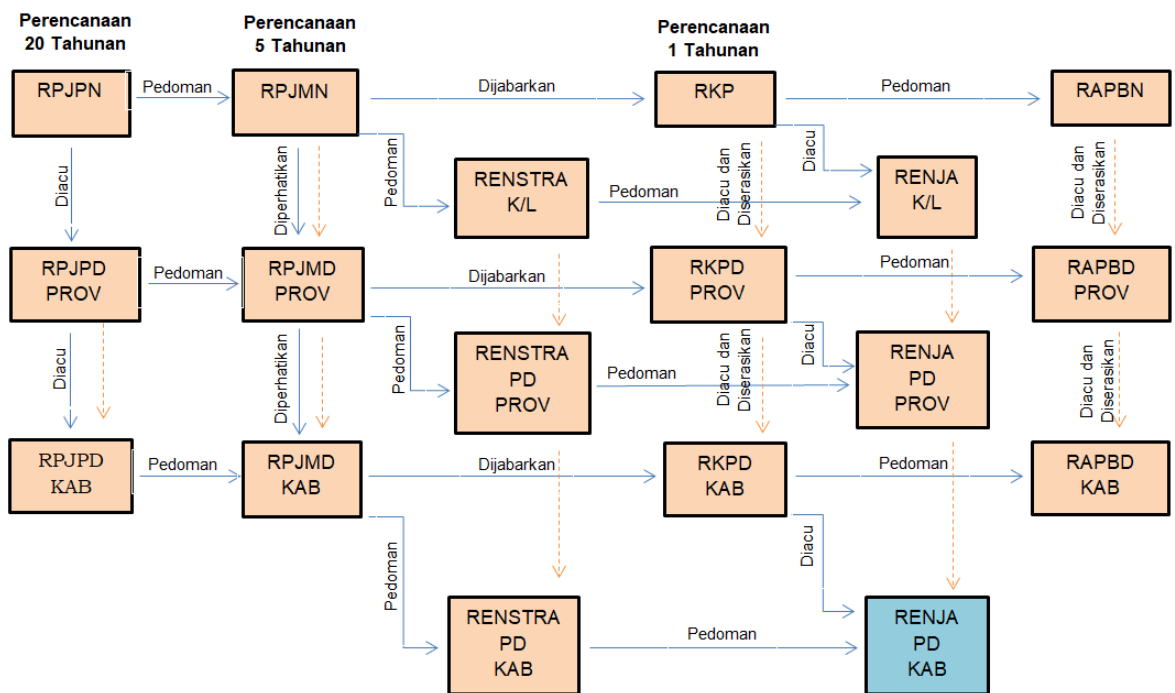 Perencanaan
20 Tahunan
Perencanaan
5 Tahunan
Perencanaan
1 Tahunan
RPJPN
Pedoman
RPJMN
Dijabarkan
RKP
Pedoman
RAPBN
Diacu
Diperhatikan
Pedoman
RENSTRA
K/L
Pedoman
Diacu dan
Diserasikan
Diacu
RENJA
K/L
Diacu dan
Diserasikan
RPJPD
PROV
Pedoman
RPJMD
PROV
Dijabarkan
RKPD
PROV
Pedoman
RAPBD
PROV
Diacu
Diperhatikan
Pedoman
RENSTRA
PD
PROV
Pedoman
Diacu dan
Diserasikan
Diacu
RENJA
PD
PROV
Diacu dan
Diserasikan
RPJPD
KAB
Pedoman
RPJMD
KAB
Dijabarkan
RKPD
KAB
Pedoman
RAPBD
KAB
Pedoman
RENSTRA
PD
KAB
Pedoman
Diacu
RENJA
PD
KAB